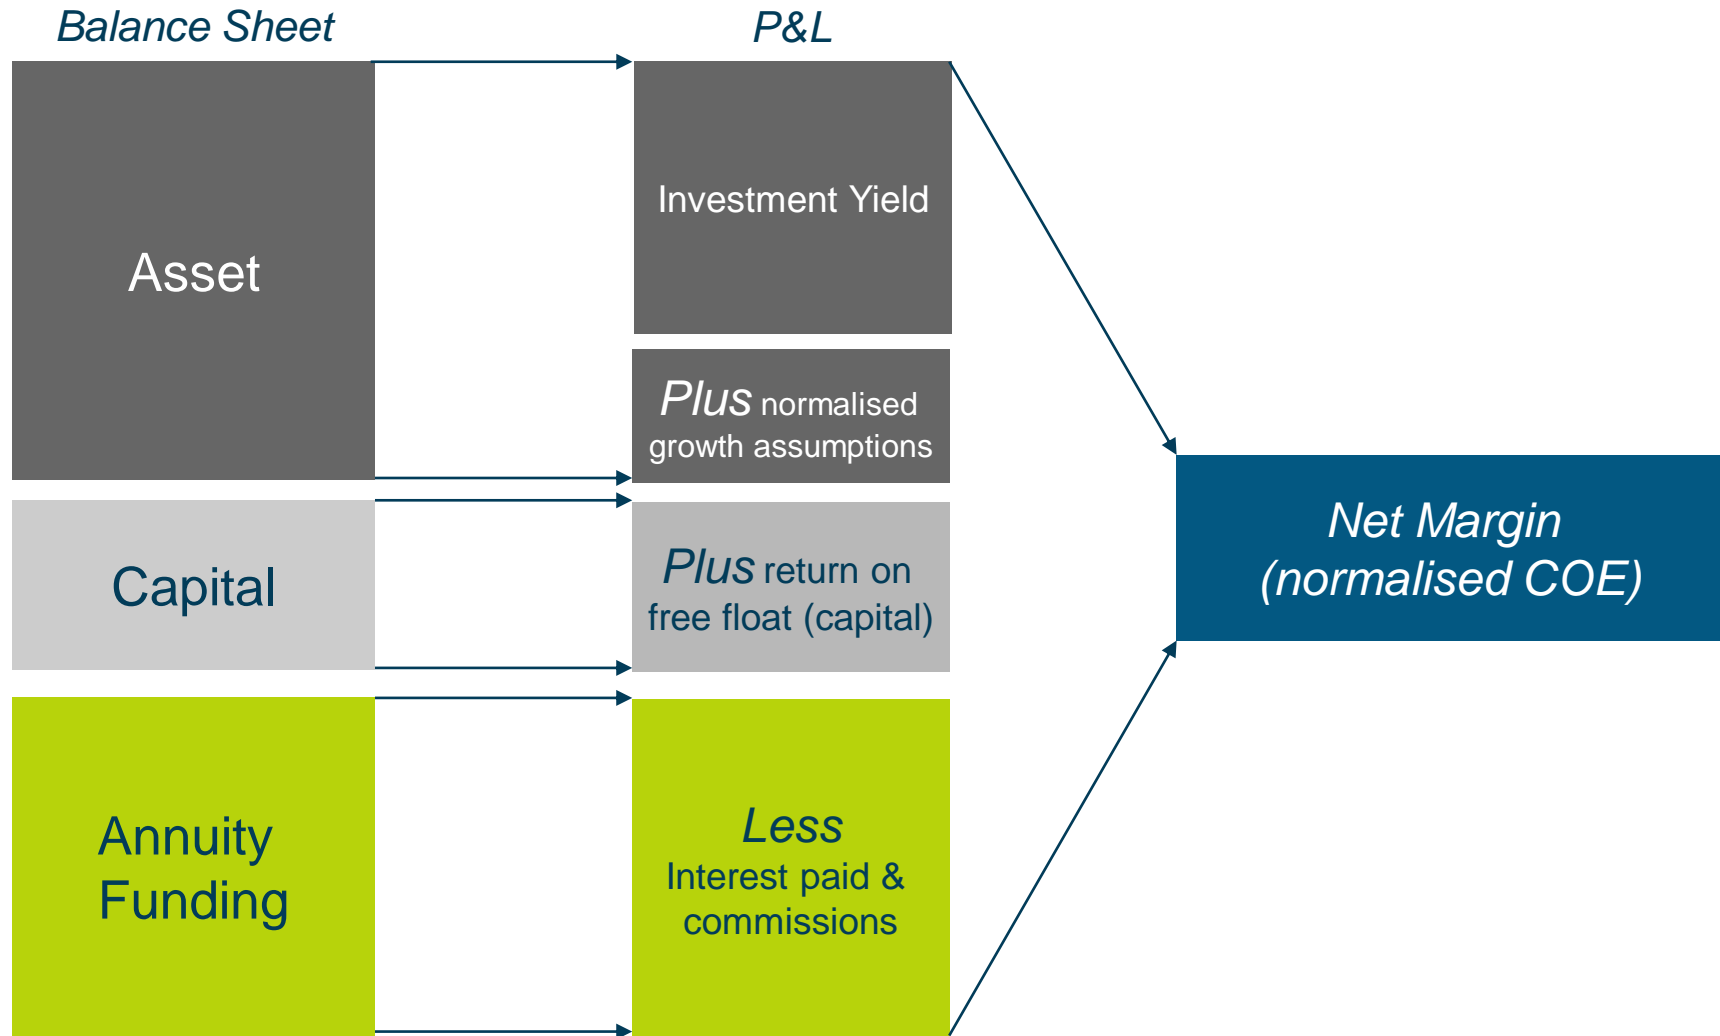 Balance Sheet
P&L
Asset
Investment Yield
Plus normalised
growth assumptions
Capital
Plus return on
free float (capital)
Annuity
Funding
Less
Interest paid &
commissions
Net Margin
(normalised COE)